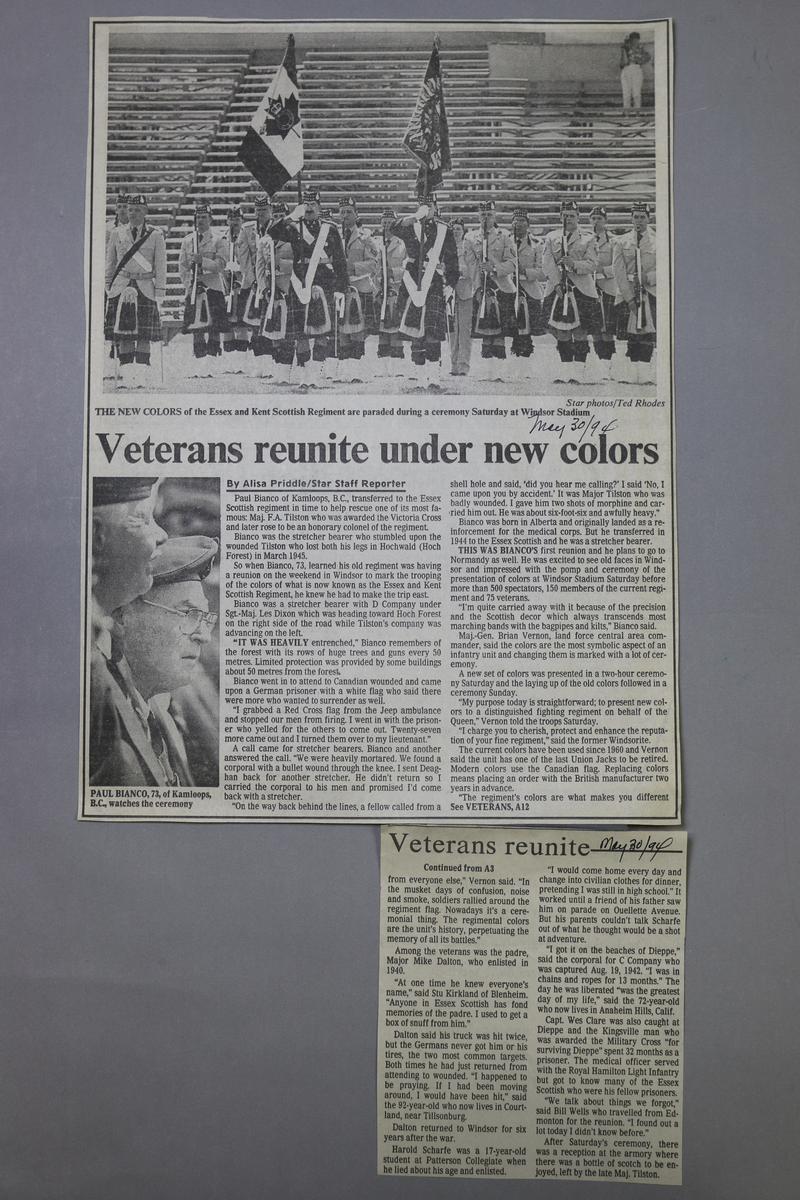 Star photos/Ted Rhodes
THE NEW COLORS of the Essex and Kent Scottish Regiment are paraded during a ceremony Saturday at Windsor Stadium
May 30/94
Veterans reunite under new colors
PAUL BIANCO, 73, of Kamloops,
B.C., watches the ceremony
By Alisa Priddle/Star Staff Reporter
Paul Bianco of Kamloops, B.C., transferred to the Essex
Scottish regiment in time to help rescue one of its most fa-
mous: Maj. F.A. Tilston who was awarded the Victoria Cross
and later rose to be an honorary colonel of the regiment.
Bianco was the stretcher bearer who stumbled upon the
wounded Tilston who lost both his legs in Hochwald (Hoch
Forest) in March 1945.
So when Bianco, 73, learned his old regiment was having
a reunion on the weekend in Windsor to mark the trooping
of the colors of what is now known as the Essex and Kent
Scottish Regiment, he knew he had to make the trip east.
Bianco was a stretcher bearer with D Company under
Sgt.-Maj. Les Dixon which was heading toward Hoch Forest
on the right side of the road while Tilston's company was
advancing on the left.
"IT WAS HEAVILY entrenched," Bianco remembers of
the forest with its rows of huge trees and guns every 50
metres. Limited protection was provided by some buildings
about 50 metres from the forest.
Bianco went in to attend to Canadian wounded and came
upon a German prisoner with a white flag who said there
were more who wanted to surrender as well.
"I grabbed a Red Cross flag from the Jeep ambulance
and stopped our men from firing. I went in with the prison-
er who yelled for the others to come out. Twenty-seven
more came out and I turned them over to my lieutenant."
A call came for stretcher bearers. Bianco and another
answered the call. "We were heavily mortared. We found a
corporal with a bullet wound through the knee. I sent Deag-
han back for another stretcher. He didn't return so I
carried the corporal to his men and promised I'd come
back with a stretcher.
"On the way back behind the lines, a fellow called from a
shell hole and said, 'did you hear me calling?' I said 'No, I
came upon you by accident.' It was Major Tilston who was
badly wounded. I gave him two shots of morphine and car-
ried him out. He was about six-foot-six and awfully heavy."
Bianco was born in Alberta and originally landed as a re-
inforcement for the medical corps. But he transferred in
1944 to the Essex Scottish and he was a stretcher bearer.
THIS WAS BIANCO'S first reunion and he plans to go to
Normandy as well. He was excited to see old faces in Wind-
sor and impressed with the pomp and ceremony of the
presentation of colors at Windsor Stadium Saturday before
more than 500 spectators, 150 members of the current regi-
ment and 75 veterans.
"I'm quite carried away with it because of the precision
and the Scottish decor which always transcends most
marching bands with the bagpipes and kilts," Bianco said.
Maj.-Gen. Brian Vernon, land force central area com-
mander, said the colors are the most symbolic aspect of an
infantry unit and changing them is marked with a lot of cer-
emony.
A new set of colors was presented in a two-hour ceremo-
ny Saturday and the laying up of the old colors followed in a
ceremony Sunday.
"My purpose today is straightforward; to present new col-
ors to a distinguished fighting regiment on behalf of the
Queen," Vernon told the troops Saturday.
"I charge you to cherish, protect and enhance the reputa-
tion of your fine regiment," said the former Windsorite.
The current colors have been used since 1960 and Vernon
said the unit has one of the last Union Jacks to be retired.
Modern colors use the Canadian flag. Replacing colors
means placing an order with the British manufacturer two
years in advance.
"The regiment's colors are what makes you different
See VETERANS, A12
Veterans reunite
May 30/94
Continued from A3
from everyone else," Vernon said. "In
the musket days of confusion, noise
and smoke, soldiers rallied around the
regiment flag. Nowadays it's a cere-
monial thing. The regimental colors
are the unit's history, perpetuating the
memory of all its battles."
Among the veterans was the padre,
Major Mike Dalton, who enlisted in
1940.
"At one time he knew everyone's
name," said Stu Kirkland of Blenheim.
"Anyone in Essex Scottish has fond
memories of the padre. I used to get a
box of snuff from him."
Dalton said his truck was hit twice,
but the Germans never got him or his
tires, the two most common targets.
Both times he had just returned from
attending to wounded. "I happened to
be praying. If I had been moving
around, I would have been hit," said
the 92-year-old who now lives in Court-
land, near Tillsonburg.
Dalton returned to Windsor for six
years after the war.
Harold Scharfe was a 17-year-old
student at Patterson Collegiate when
he lied about his age and enlisted.
"I would come home every day and
change into civilian clothes for dinner,
pretending I was still in high school." It
worked until a friend of his father saw
him on parade on Ouellette Avenue.
But his parents couldn't talk Scharfe
out of what he thought would be a shot
at adventure.
"I got it on the beaches of Dieppe,"
said the corporal for C Company who
was captured Aug. 19, 1942. "I was in
chains and ropes for 13 months." The
day he was liberated "was the greatest
day of my life," said the 72-year-old
who now lives in Anaheim Hills, Calif.
Capt. Wes Clare was also caught at
Dieppe and the Kingsville man who
was awarded the Military Cross "for
surviving Dieppe" spent 32 months as a
prisoner. The medical officer served
with the Royal Hamilton Light Infantry
but got to know many of the Essex
Scottish who were his fellow prisoners.
"We talk about things we forgot,"
said Bill Wells who travelled from Ed-
monton for the reunion. "I found out a
lot today I didn't know before."
After Saturday's ceremony, there
was a reception at the armory where
there was a bottle of scotch to be en-
joyed, left by the late Maj. Tilston.